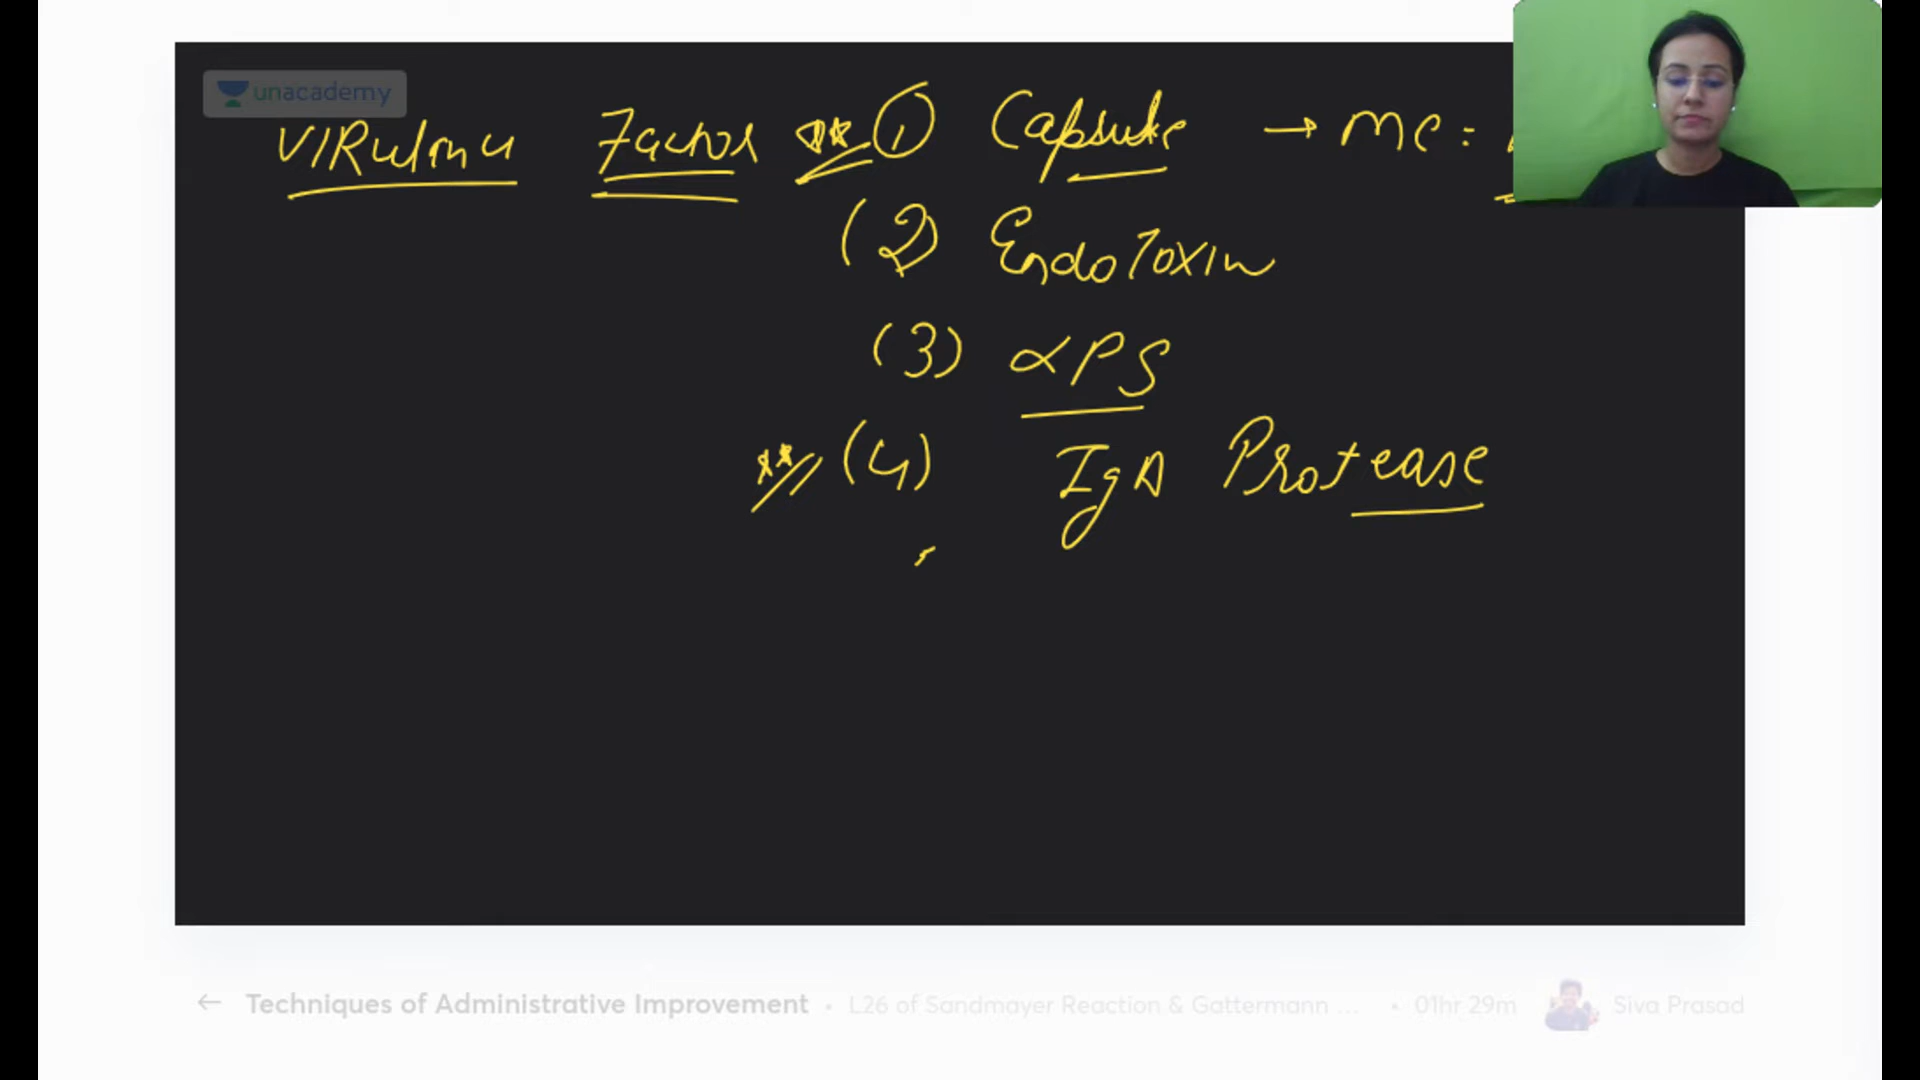 unacademy
VIRulence Factor ** ① Capsule → MC:
(2) EndoToxin
(3) LPS
** (4) IgA Protease
← Techniques of Administrative Improvement • L26 of Sandmayer Reaction & Gattermann ... • 01hr 29m Siva Prasad